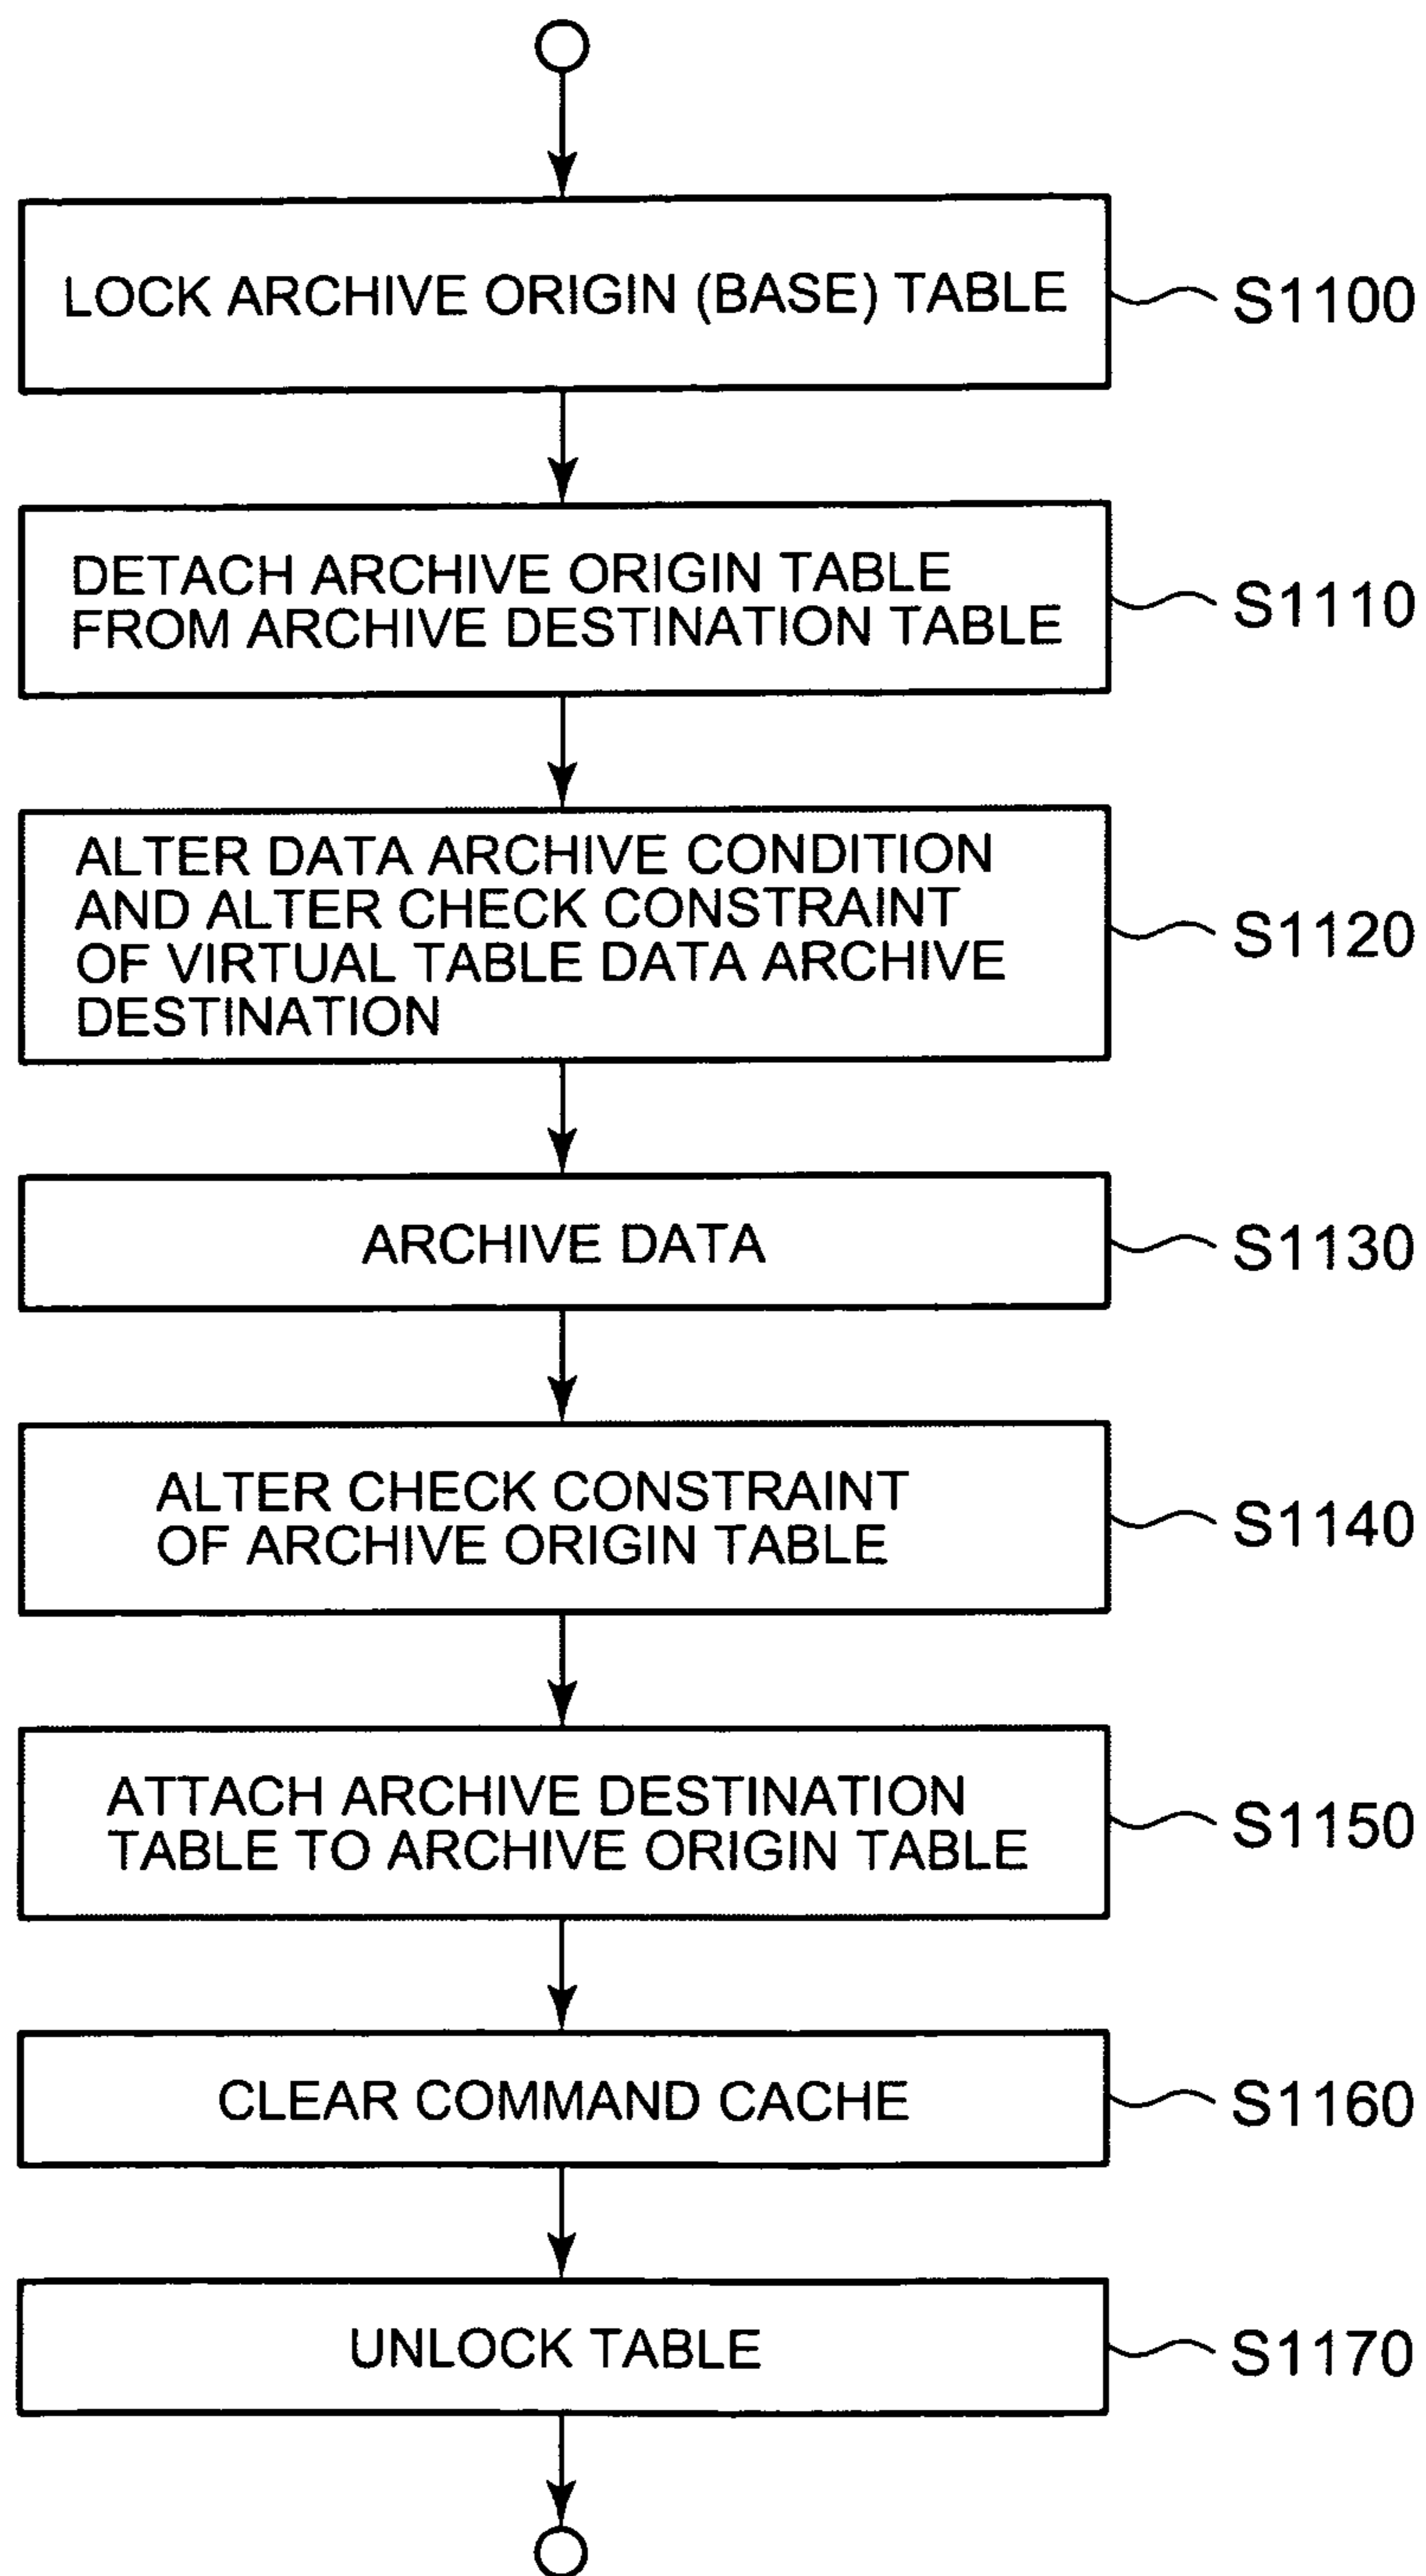 LOCK ARCHIVE ORIGIN (BASE) TABLE
S1100
DETACH ARCHIVE ORIGIN TABLE
FROM ARCHIVE DESTINATION TABLE
S1110
ALTER DATA ARCHIVE CONDITION
AND ALTER CHECK CONSTRAINT
OF VIRTUAL TABLE DATA ARCHIVE
DESTINATION
S1120
ARCHIVE DATA
S1130
ALTER CHECK CONSTRAINT
OF ARCHIVE ORIGIN TABLE
S1140
ATTACH ARCHIVE DESTINATION
TABLE TO ARCHIVE ORIGIN TABLE
S1150
CLEAR COMMAND CACHE
S1160
UNLOCK TABLE
S1170